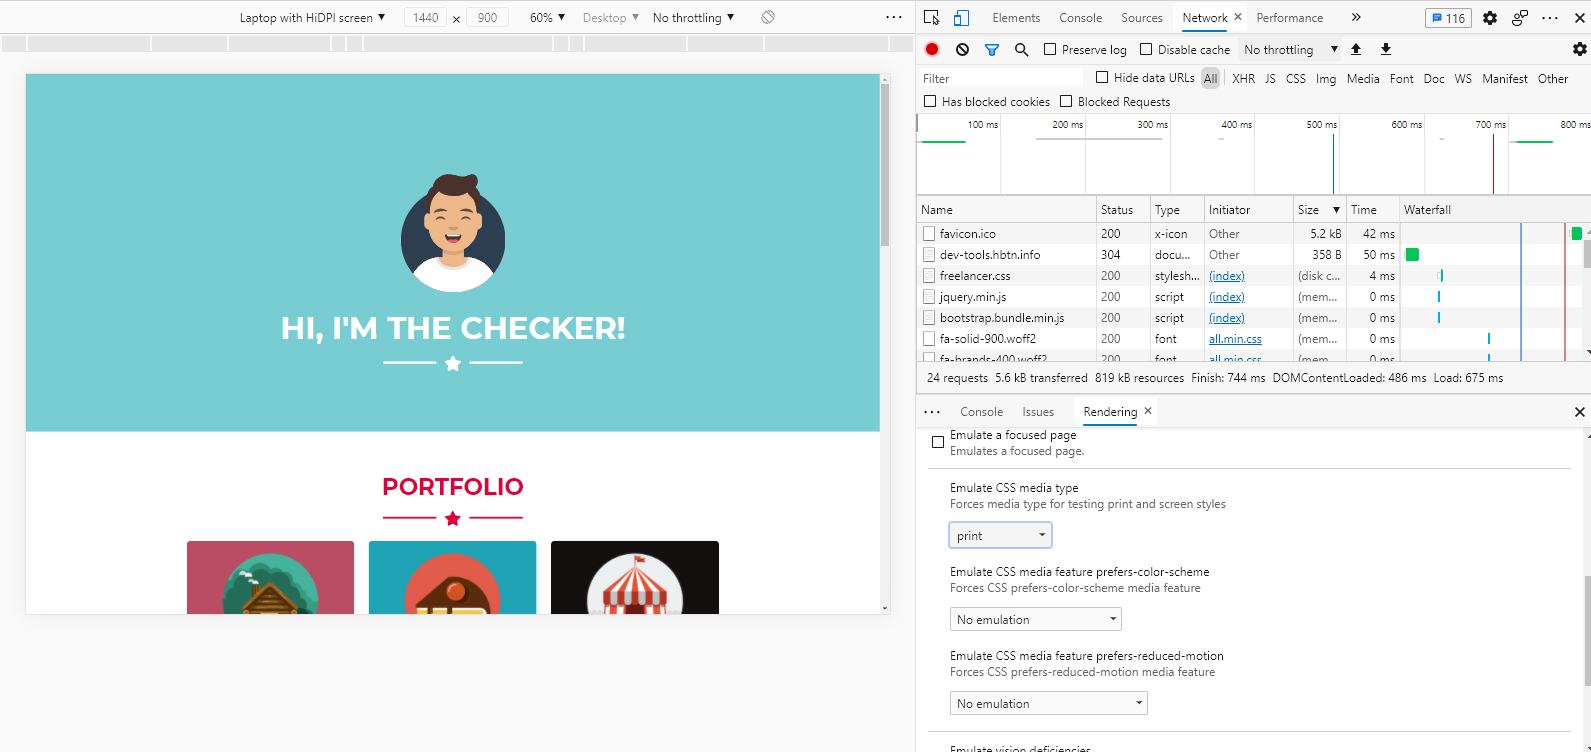 Laptop with HiDPI screen ▼ 1440 x 900 60% ▼ Desktop ▼ No throttling ▼ ...
HI, I'M THE CHECKER!
PORTFOLIO
Elements Console Sources Network × Performance » 116 ... ×
Preserve log Disable cache No throttling ▼
Filter Hide data URLs All XHR JS CSS Img Media Font Doc WS Manifest Other
Has blocked cookies Blocked Requests
100 ms 200 ms 300 ms 400 ms 500 ms 600 ms 700 ms 800 ms
Name Status Type Initiator Size ▼ Time Waterfall
favicon.ico 200 x-icon Other 5.2 kB 42 ms
dev-tools.hbtn.info 304 docu... Other 358 B 50 ms
freelancer.css 200 stylesh... (index) (disk c... 4 ms
jquery.min.js 200 script (index) (mem... 0 ms
bootstrap.bundle.min.js 200 script (index) (mem... 0 ms
fa-solid-900.woff2 200 font all.min.css (mem... 0 ms
fa-brands-400.woff2 200 font all.min.css (mem... 0 ms
24 requests 5.6 kB transferred 819 kB resources Finish: 744 ms DOMContentLoaded: 486 ms Load: 675 ms
... Console Issues Rendering × ×
Emulate a focused page
Emulates a focused page.
Emulate CSS media type
Forces media type for testing print and screen styles
print
Emulate CSS media feature prefers-color-scheme
Forces CSS prefers-color-scheme media feature
No emulation
Emulate CSS media feature prefers-reduced-motion
Forces CSS prefers-reduced-motion media feature
No emulation
Emulate vision deficiencies